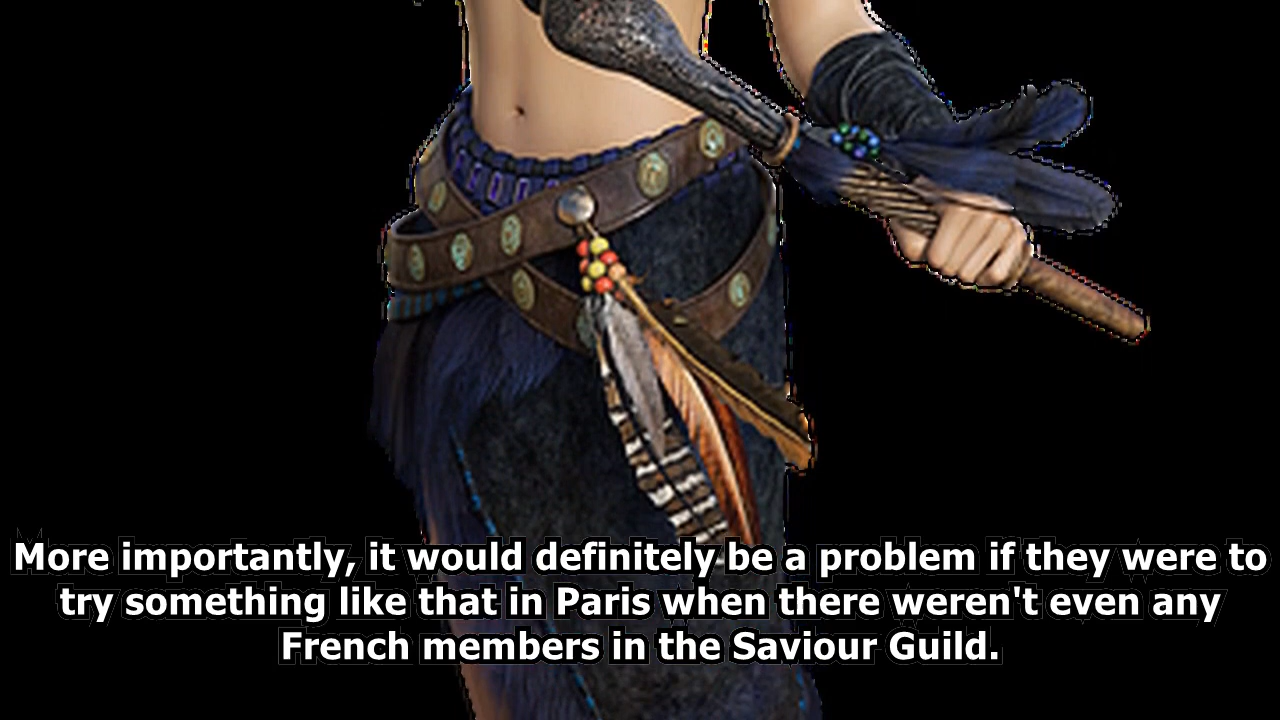 More importantly, it would definitely be a problem if they were to
try something like that in Paris when there weren't even any
French members in the Saviour Guild.